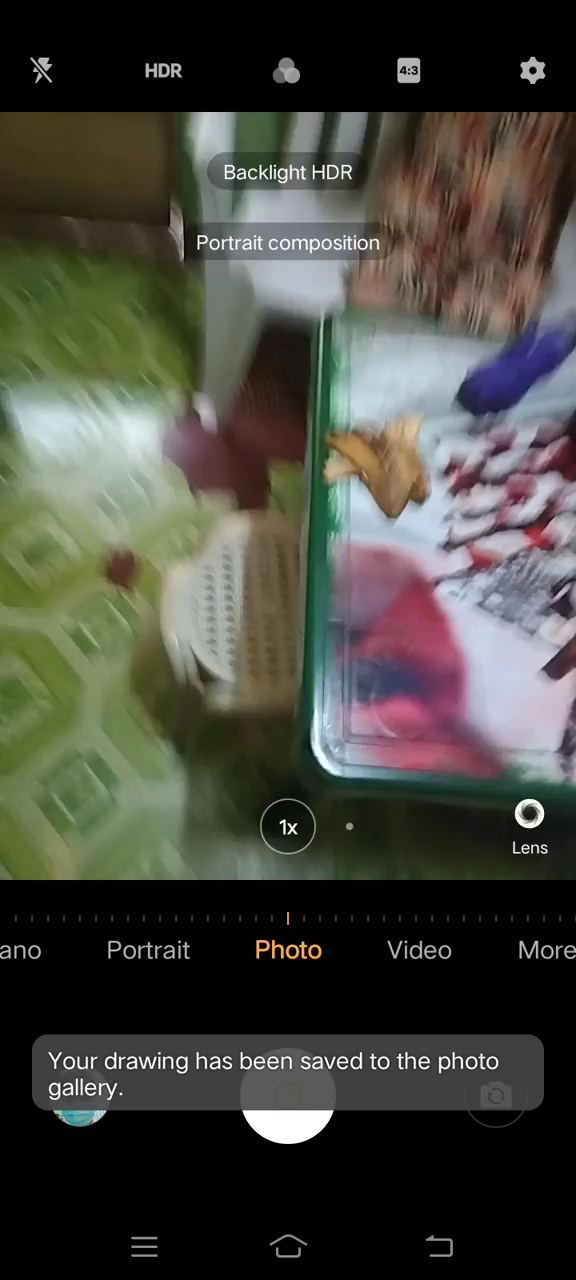 HDR
4:3
Backlight HDR
Portrait composition
1x
Lens
ano Portrait Photo Video More
Your drawing has been saved to the photo
gallery.